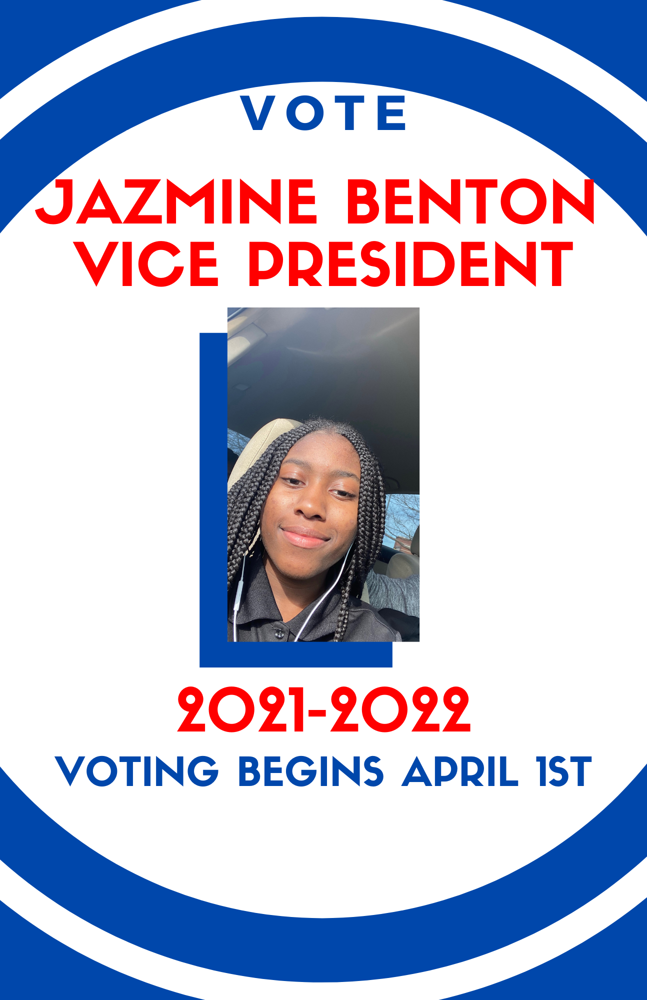 VOTE
JAZMINE BENTON
VICE PRESIDENT
2021-2022
VOTING BEGINS APRIL 1ST